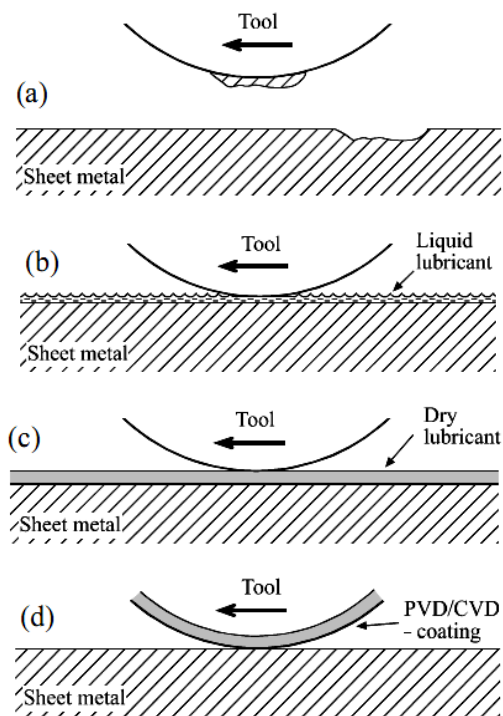 Tool
(a)
Sheet metal
(b)
Tool
Liquid
lubricant
Sheet metal
(c)
Tool
Dry
lubricant
Sheet metal
(d)
Tool
PVD/CVD
- coating
Sheet metal